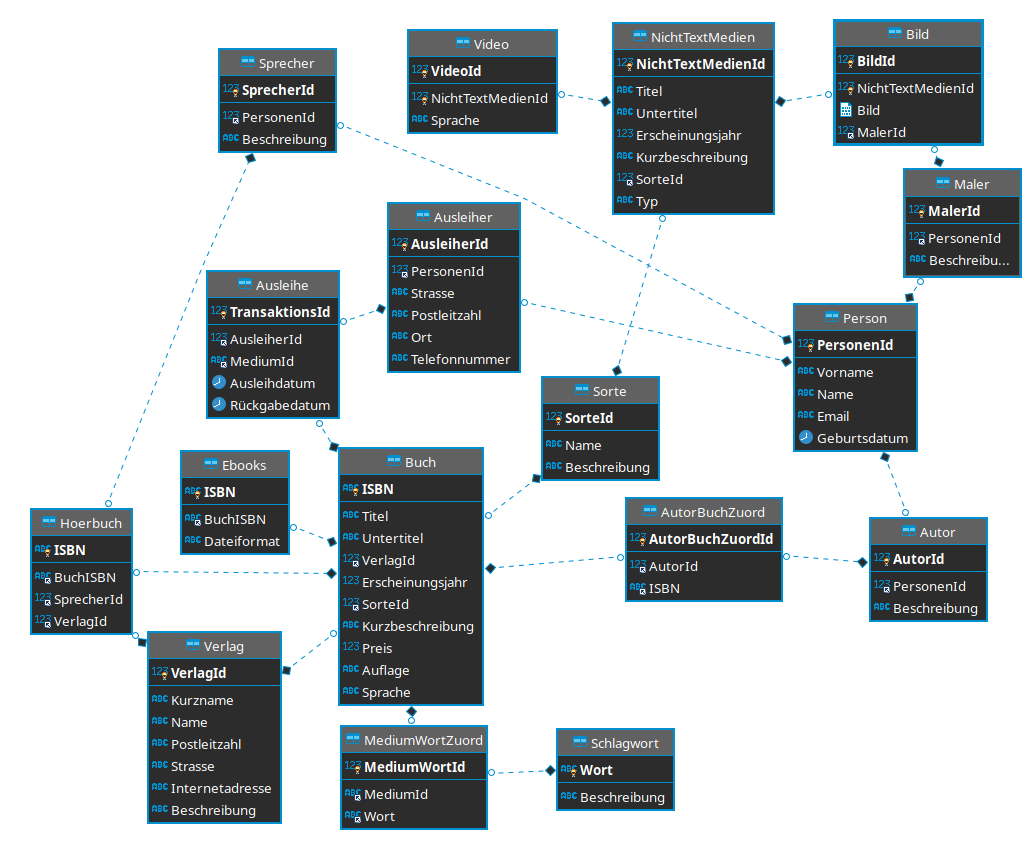 Sprecher
SprecherId
PersonenId
Beschreibung
Video
VideoId
NichtTextMedienId
Sprache
NichtTextMedien
NichtTextMedienId
Titel
Untertitel
Erscheinungsjahr
Kurzbeschreibung
SorteId
Typ
Bild
BildId
NichtTextMedienId
Bild
MalerId
Maler
MalerId
PersonenId
Beschreibu...
Ausleiher
AusleiherId
PersonenId
Strasse
Postleitzahl
Ort
Telefonnummer
Ausleihe
TransaktionsId
AusleiherId
MediumId
Ausleihdatum
Rückgabedatum
Person
PersonenId
Vorname
Name
Email
Geburtsdatum
Sorte
SorteId
Name
Beschreibung
Ebooks
ISBN
BuchISBN
Dateiformat
Buch
ISBN
Titel
Untertitel
VerlagId
Erscheinungsjahr
SorteId
Kurzbeschreibung
Preis
Auflage
Sprache
Hoerbuch
ISBN
BuchISBN
SprecherId
VerlagId
AutorBuchZuord
AutorBuchZuordId
AutorId
ISBN
Autor
AutorId
PersonenId
Beschreibung
Verlag
VerlagId
Kurzname
Name
Postleitzahl
Strasse
Internetadresse
Beschreibung
MediumWortZuord
MediumWortId
MediumId
Wort
Schlagwort
Wort
Beschreibung